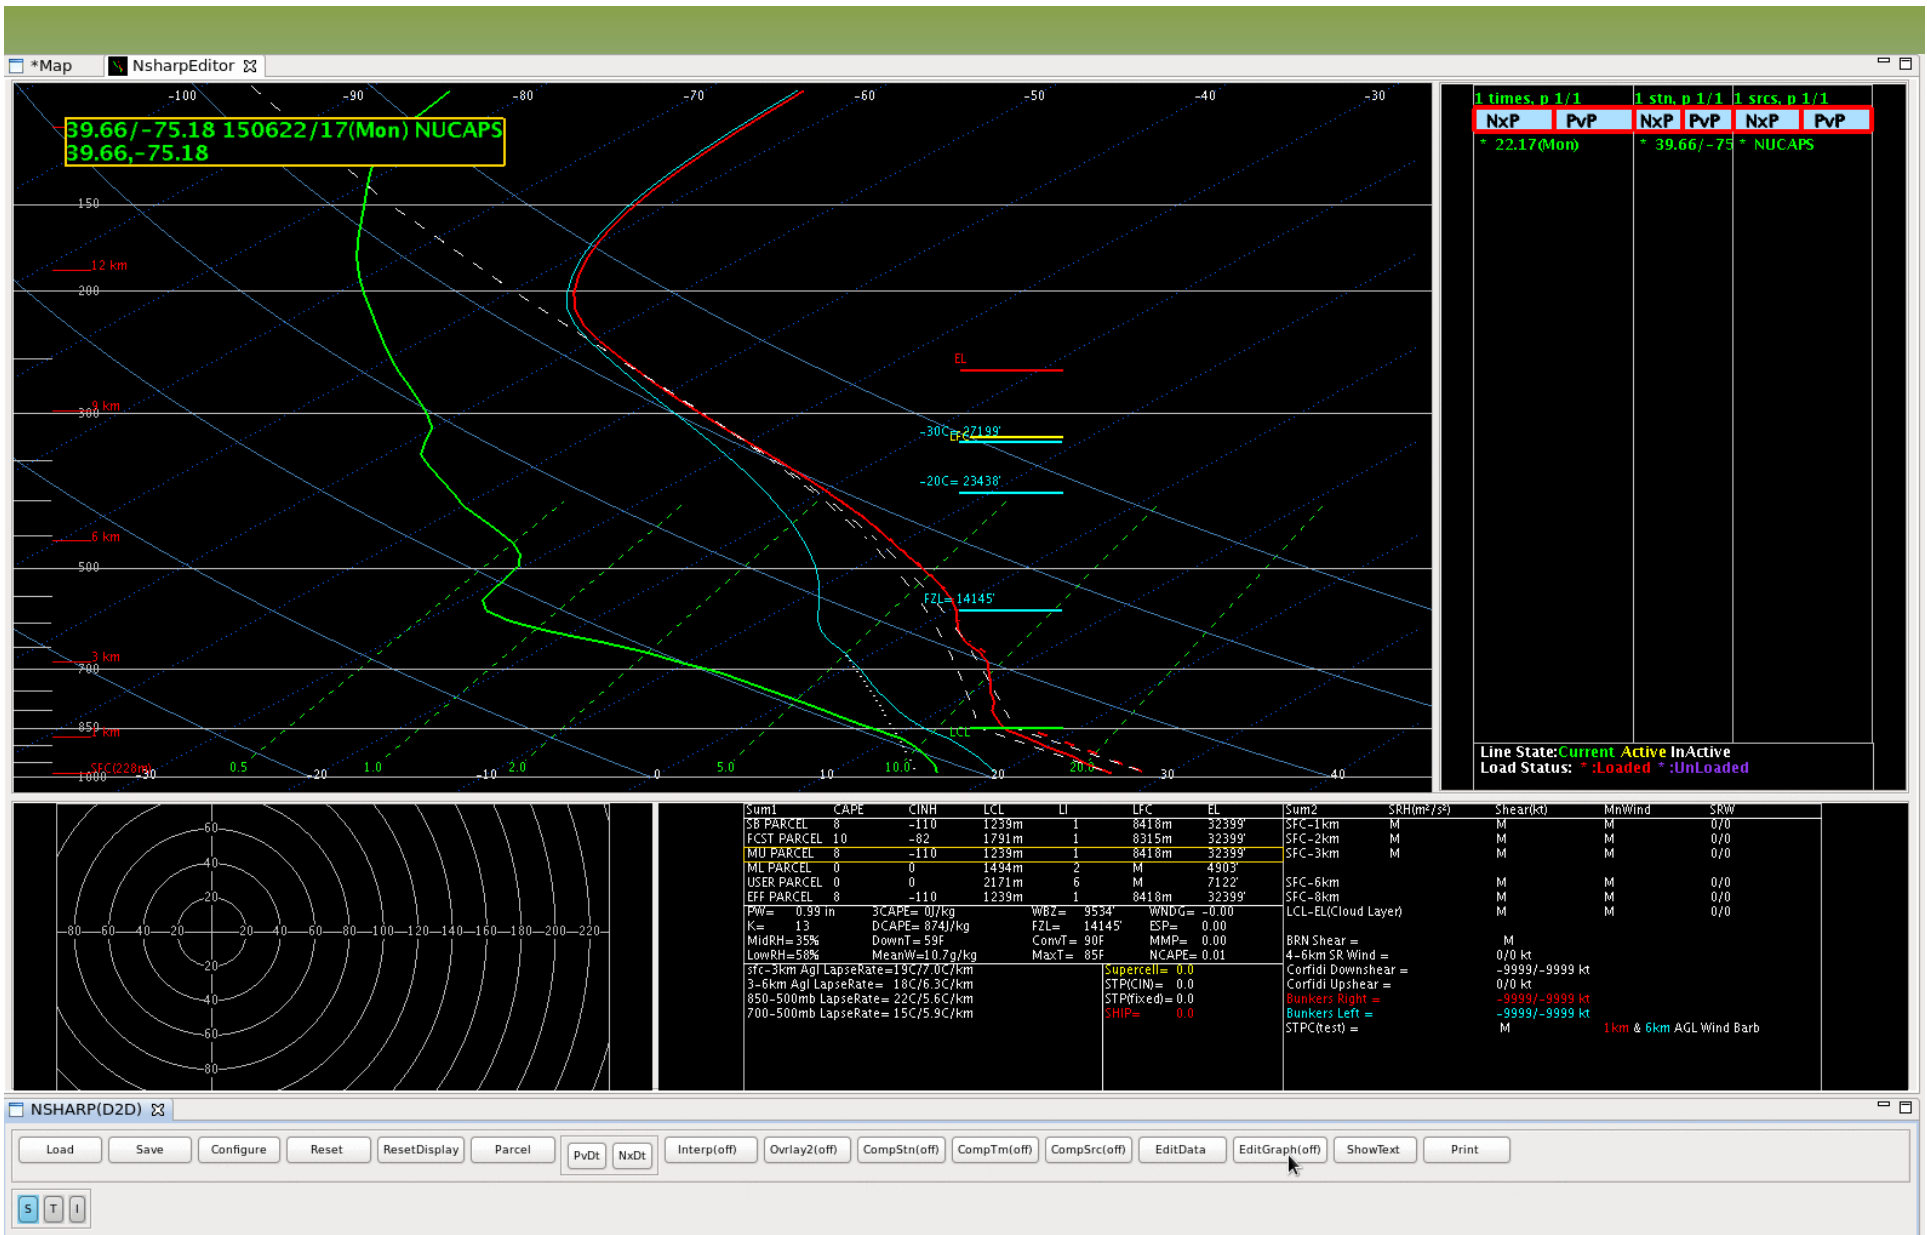 *Map NsharpEditor
-100 -90 -80 -70 -60 -50 -40 -30
39.66/-75.18 150622/17(Mon) NUCAPS
39.66,-75.18
150
12 km
200
EL
9 km
300
-30C= 27199'
LFC
-20C= 23438'
6 km
500
FZL= 14145'
3 km
700
850
1 km
LCL
SFC(228m)
0.5 1.0 2.0 5.0 10.0 20.0
1000 -30 -20 -10 0 10 20 30 40
1 times, p 1/1 1 stn, p 1/1 1 srcs, p 1/1
NxP PvP NxP PvP NxP PvP
* 22.17(Mon) * 39.66/-75 * NUCAPS
Line State:Current Active InActive
Load Status: * :Loaded * :UnLoaded
60
40
20
-80 -60 -40 -20 20 40 60 80 100 120 140 160 180 200 220
20
40
60
80
Sum1 CAPE CINH LCL LI LFC EL
SB PARCEL 8 -110 1239m 1 8418m 32399'
FCST PARCEL 10 -82 1791m 1 8315m 32399'
MU PARCEL 8 -110 1239m 1 8418m 32399'
ML PARCEL 0 0 1494m 2 M 4903'
USER PARCEL 0 0 2171m 6 M 7122'
EFF PARCEL 8 -110 1239m 1 8418m 32399'
PW= 0.99 in 3CAPE= 0J/kg WBZ= 9534' WNDG= -0.00
K= 13 DCAPE= 874J/kg FZL= 14145' ESP= 0.00
MidRH=35% DownT= 59F ConvT= 90F MMP= 0.00
LowRH=58% MeanW=10.7g/kg MaxT= 85F NCAPE= 0.01
sfc-3km Agl LapseRate=19C/7.0C/km
3-6km Agl LapseRate= 18C/6.3C/km
850-500mb LapseRate= 22C/5.6C/km
700-500mb LapseRate= 15C/5.9C/km
Supercell= 0.0
STP(CIN)= 0.0
STP(fixed)= 0.0
SHIP= 0.0
Sum2 SRH(m²/s²) Shear(kt) MnWind SRW
SFC-1km M M M 0/0
SFC-2km M M M 0/0
SFC-3km M M M 0/0
SFC-6km M M 0/0
SFC-8km M M 0/0
LCL-EL(Cloud Layer) M M 0/0
BRN Shear = M
4-6km SR Wind = 0/0 kt
Corfidi Downshear = -9999/-9999 kt
Corfidi Upshear = 0/0 kt
Bunkers Right = -9999/-9999 kt
Bunkers Left = -9999/-9999 kt
STPC(test) = M 1km & 6km AGL Wind Barb
NSHARP(D2D)
Load Save Configure Reset ResetDisplay Parcel PvDt NxDt Interp(off) Ovrlay2(off) CompStn(off) CompTm(off) CompSrc(off) EditData EditGraph(off) ShowText Print
S T I